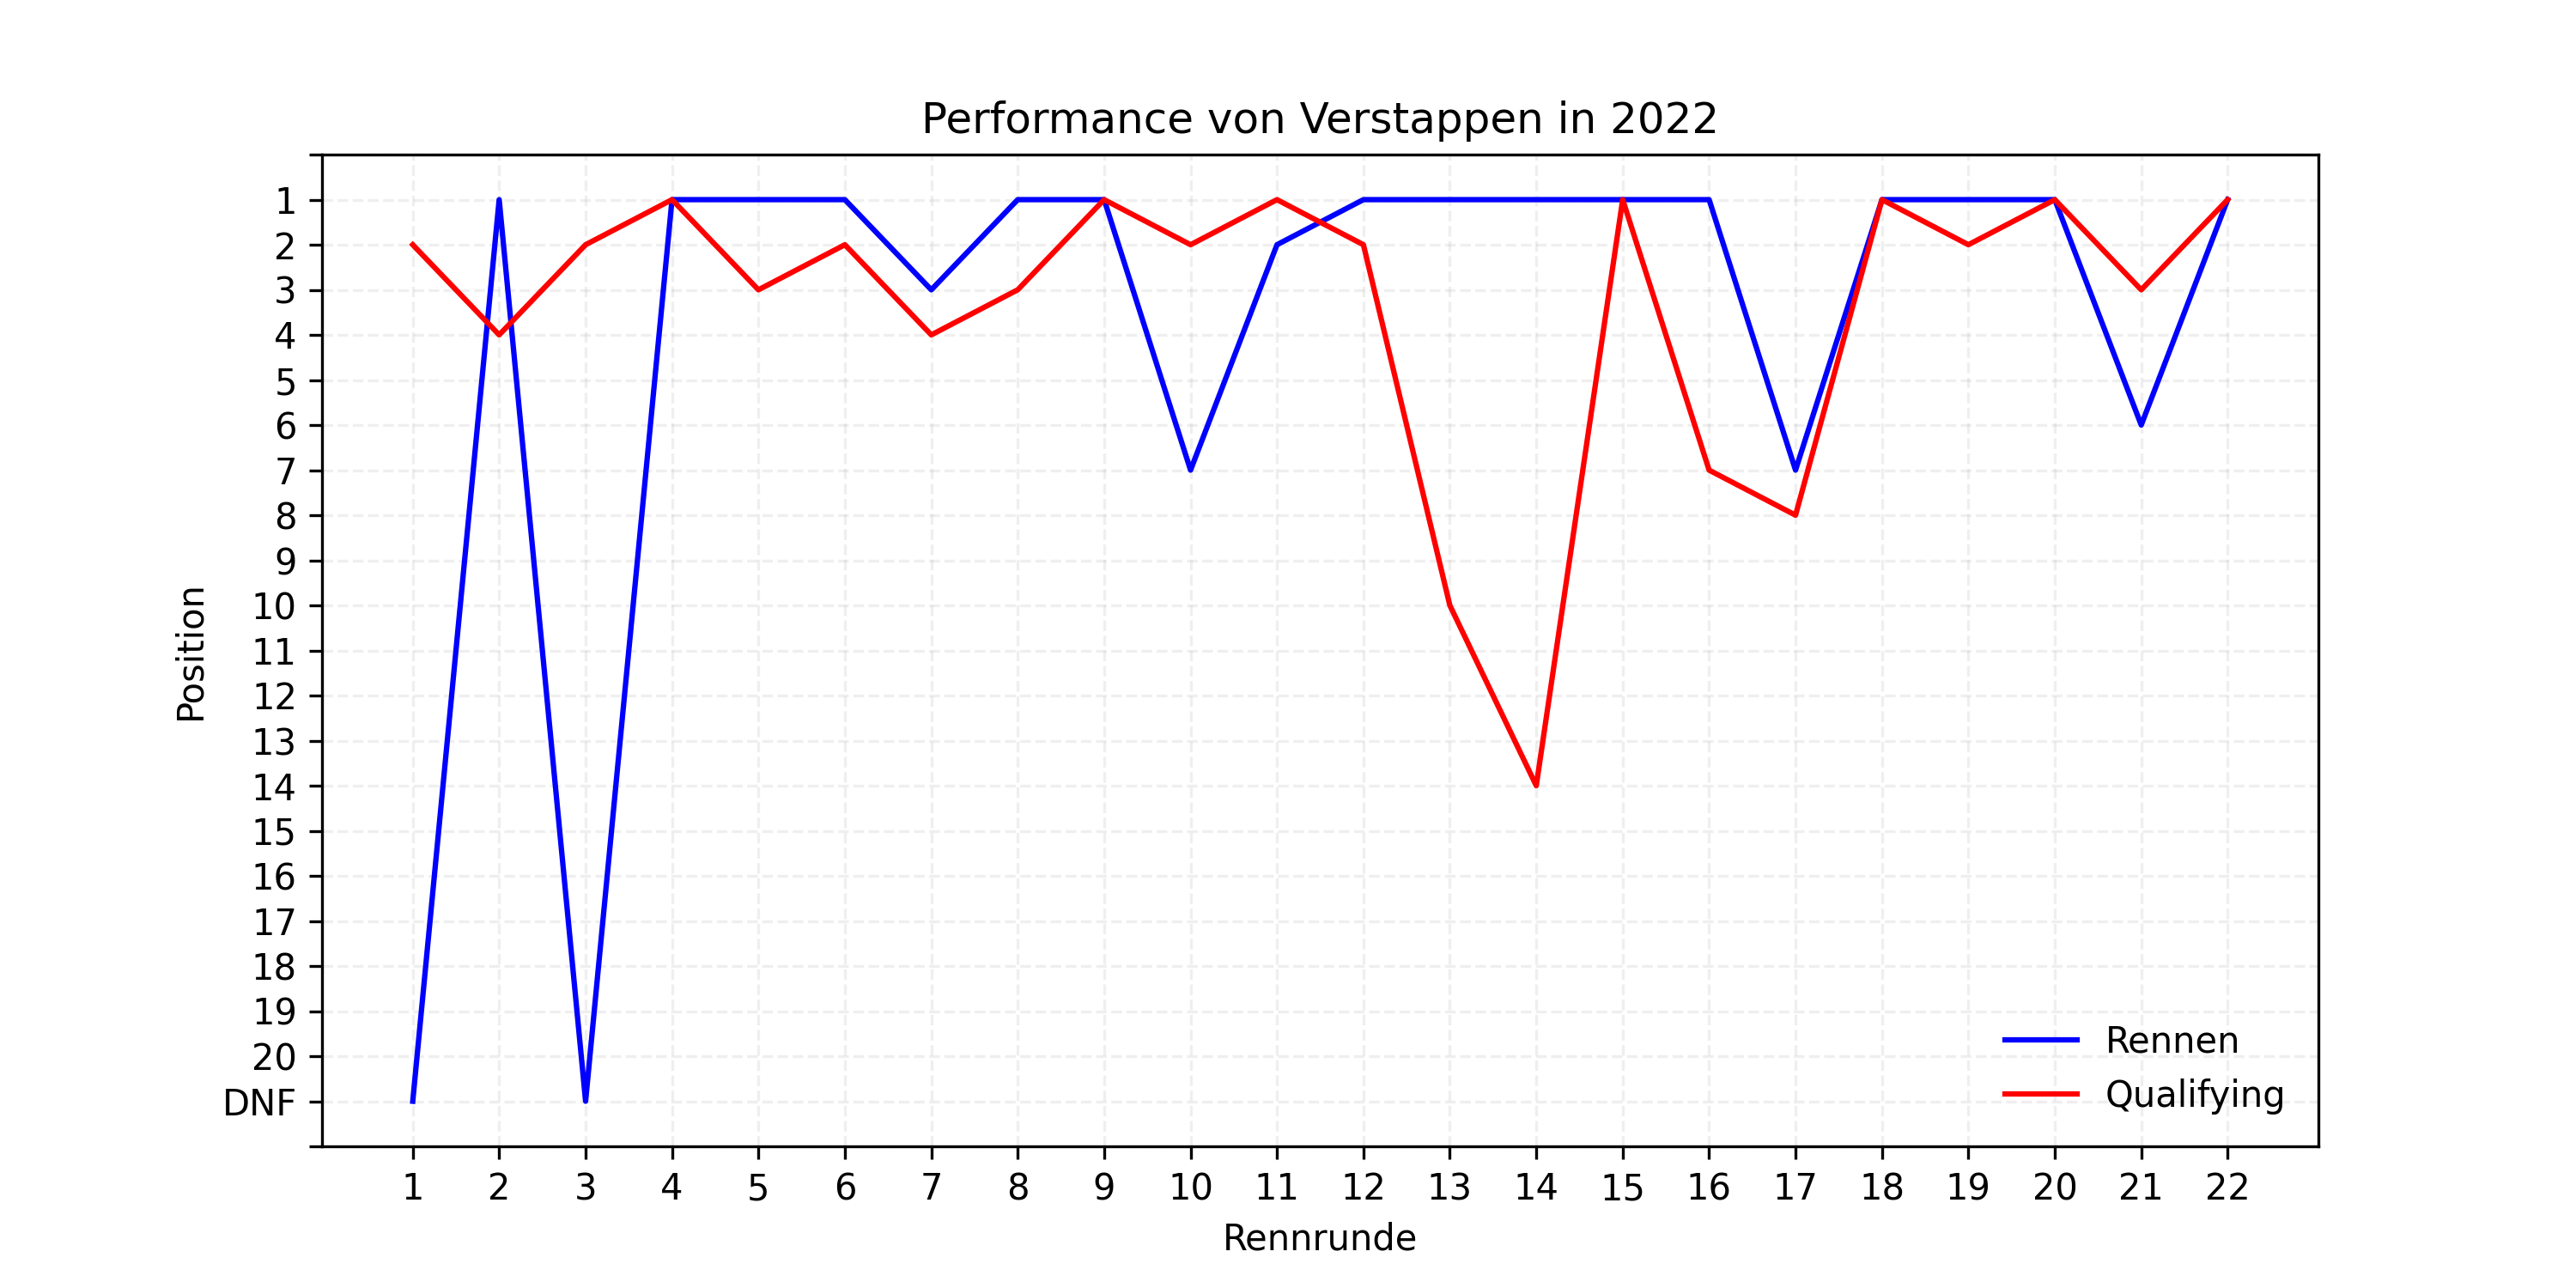 Performance von Verstappen in 2022
Position
1
2
3
4
5
6
7
8
9
10
11
12
13
14
15
16
17
18
19
20
DNF
Rennen
Qualifying
1 2 3 4 5 6 7 8 9 10 11 12 13 14 15 16 17 18 19 20 21 22
Rennrunde